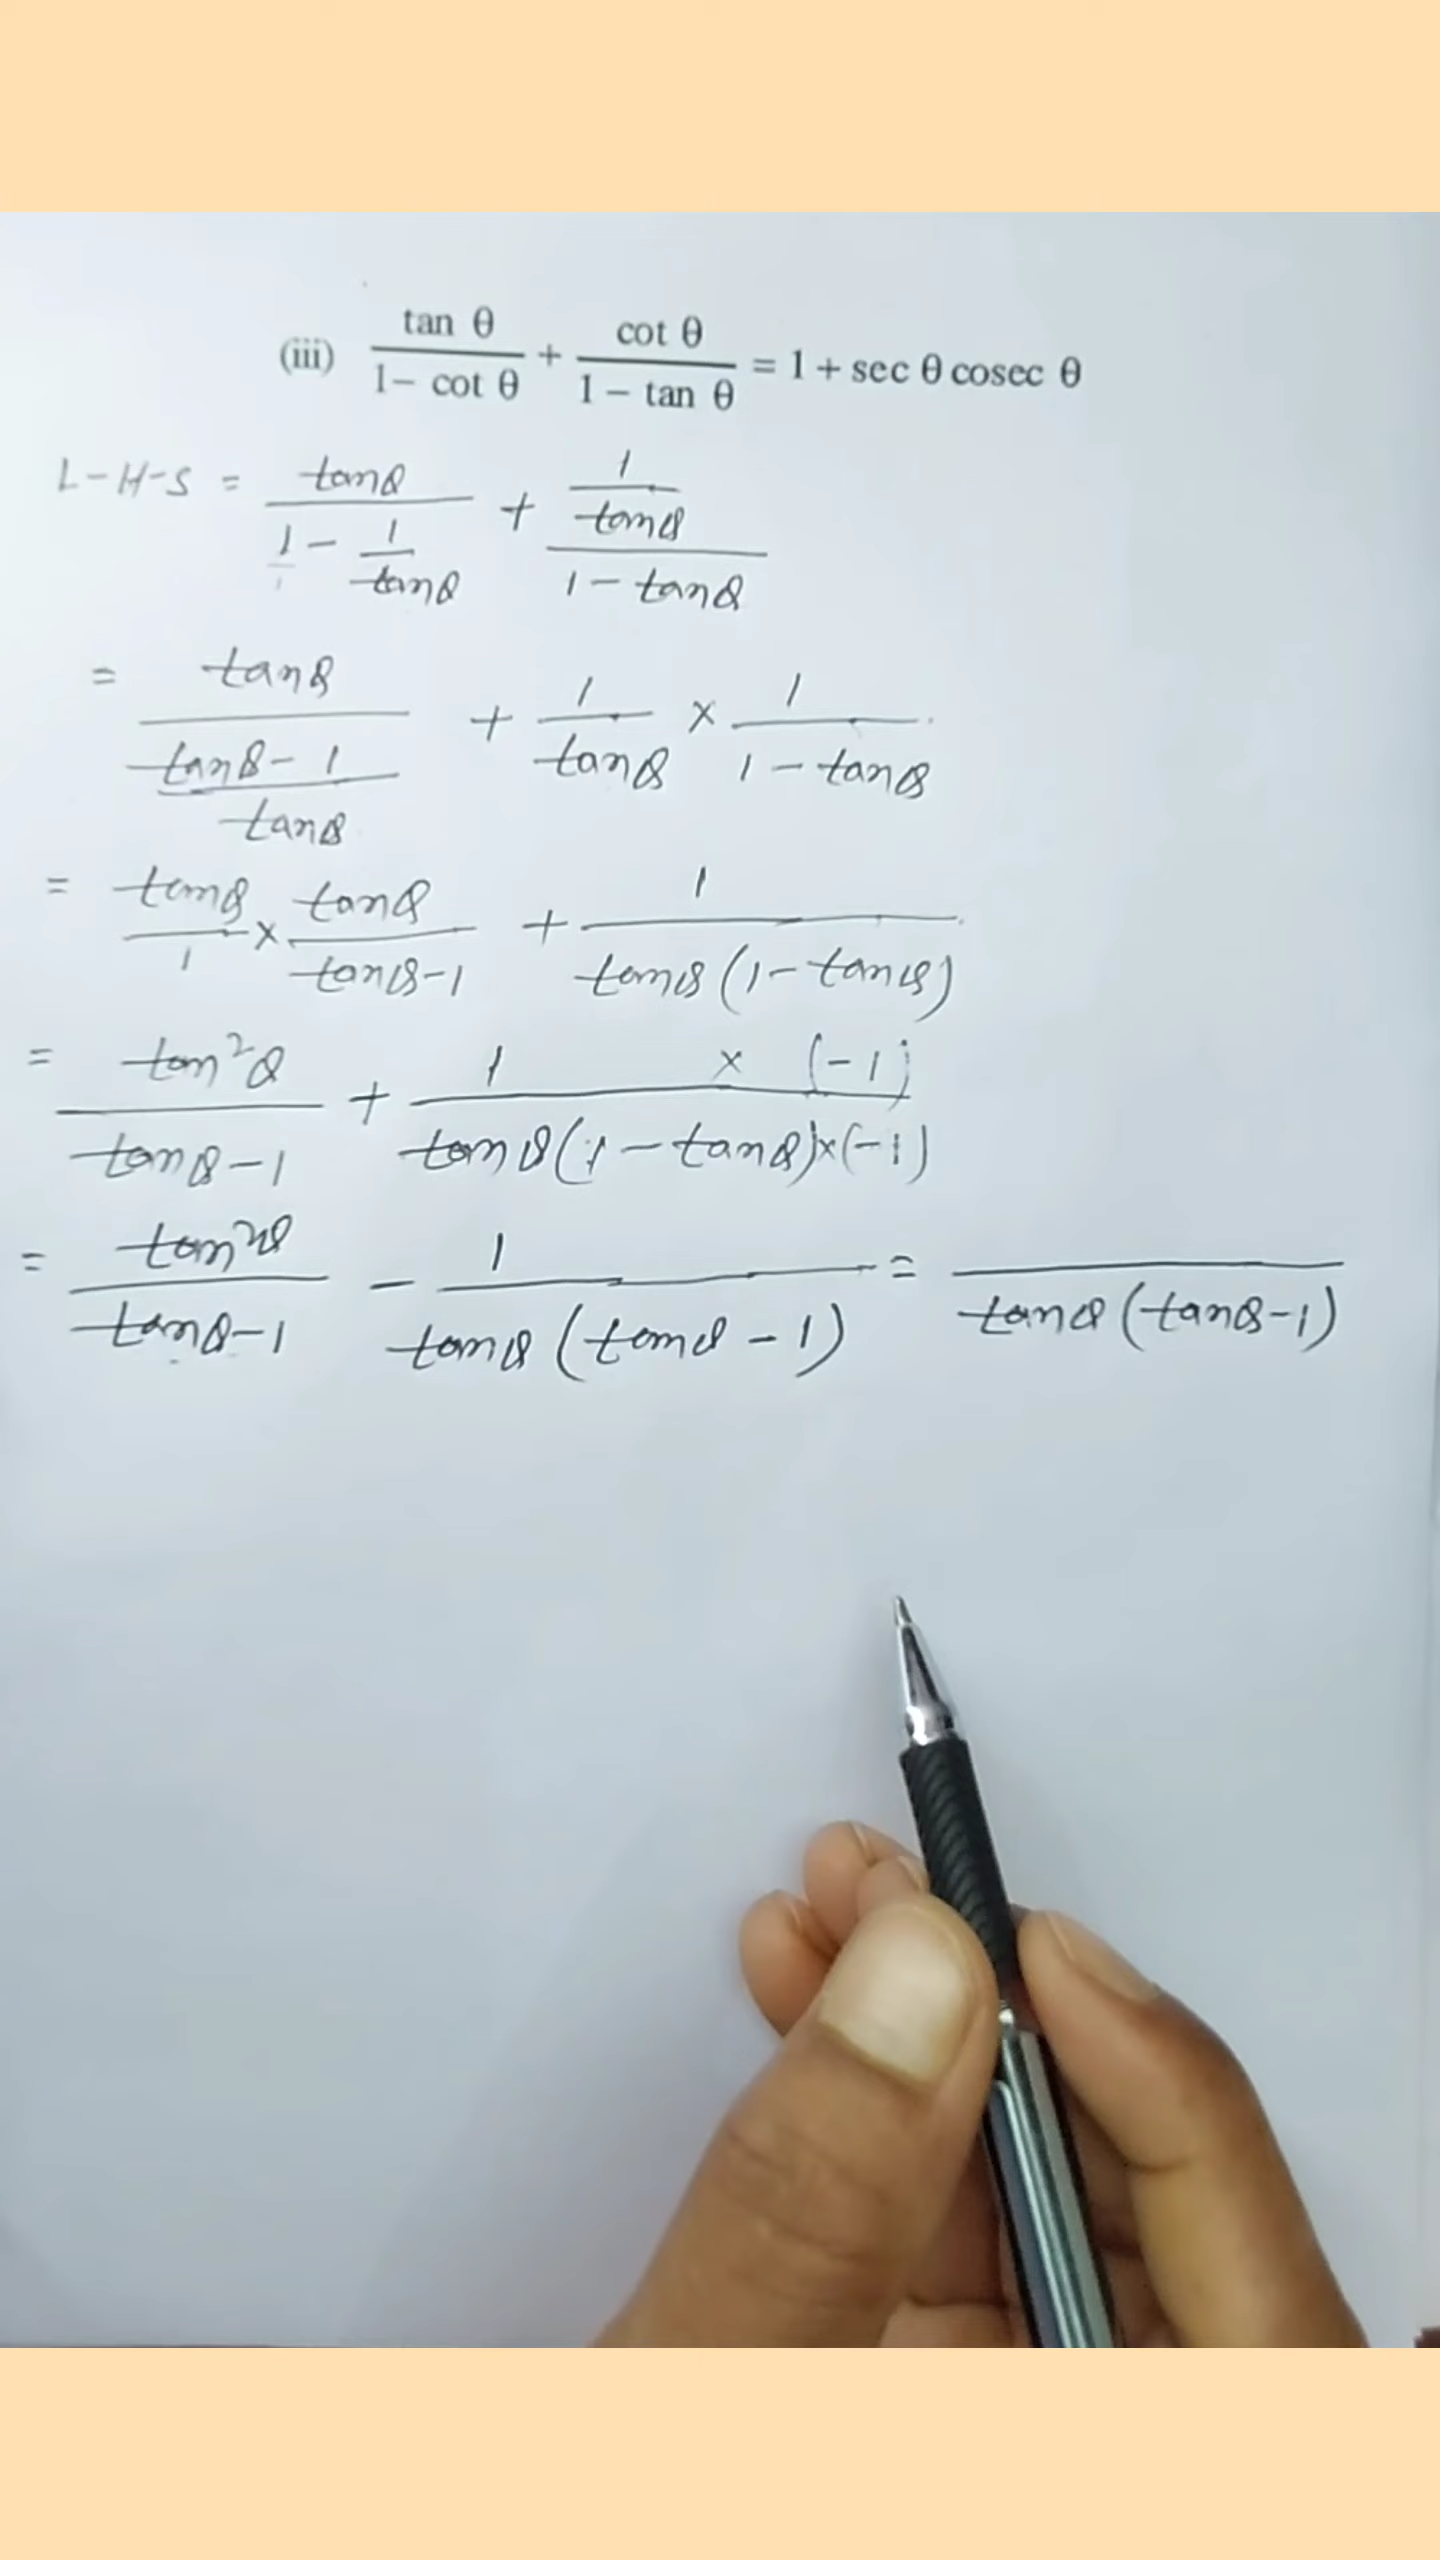 (iii) tan θ / 1 – cot θ + cot θ / 1 – tan θ = 1 + sec θ cosec θ
L-H-S = tanθ / (1/1 - 1/tanθ) + (1/tanθ) / (1 - tanθ)
= tanθ / ((tanθ - 1)/tanθ) + 1/tanθ × 1/(1 - tanθ)
= tanθ/1 × tanθ/(tanθ-1) + 1/(tanθ(1-tanθ))
= tan²θ/(tanθ-1) + (1 × (-1))/(tanθ(1-tanθ)×(-1))
= tan²θ/(tanθ-1) - 1/(tanθ(tanθ-1)) = /(tanθ(tanθ-1))